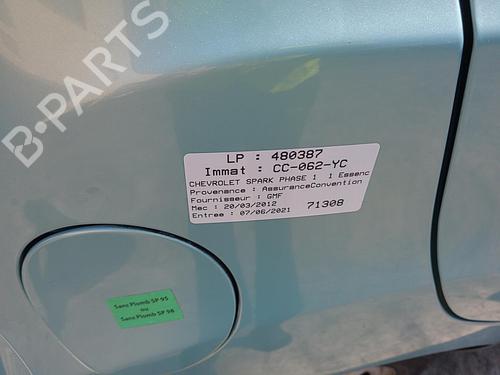 B-PARTS
LP : 480387
Immat : CC-062-YC
CHEVROLET SPARK PHASE 1 1 Essenc
Provenance : AssuranceConvention
Fournisseur : GMF
Mec : 20/03/2012 71308
Entree : 07/06/2021
Sans Plomb SP 95
ou
Sans Plomb SP 98